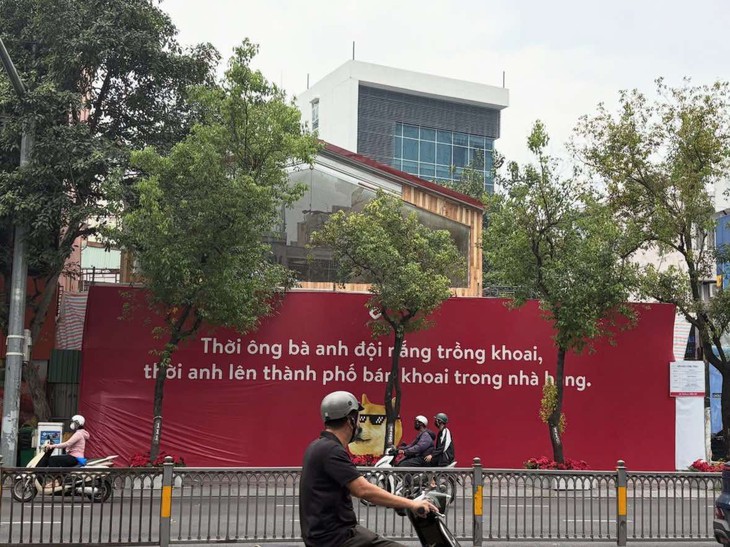 Thời ông bà anh đội nắng trồng khoai,
thời anh lên thành phố bán khoai trong nhà hàng.